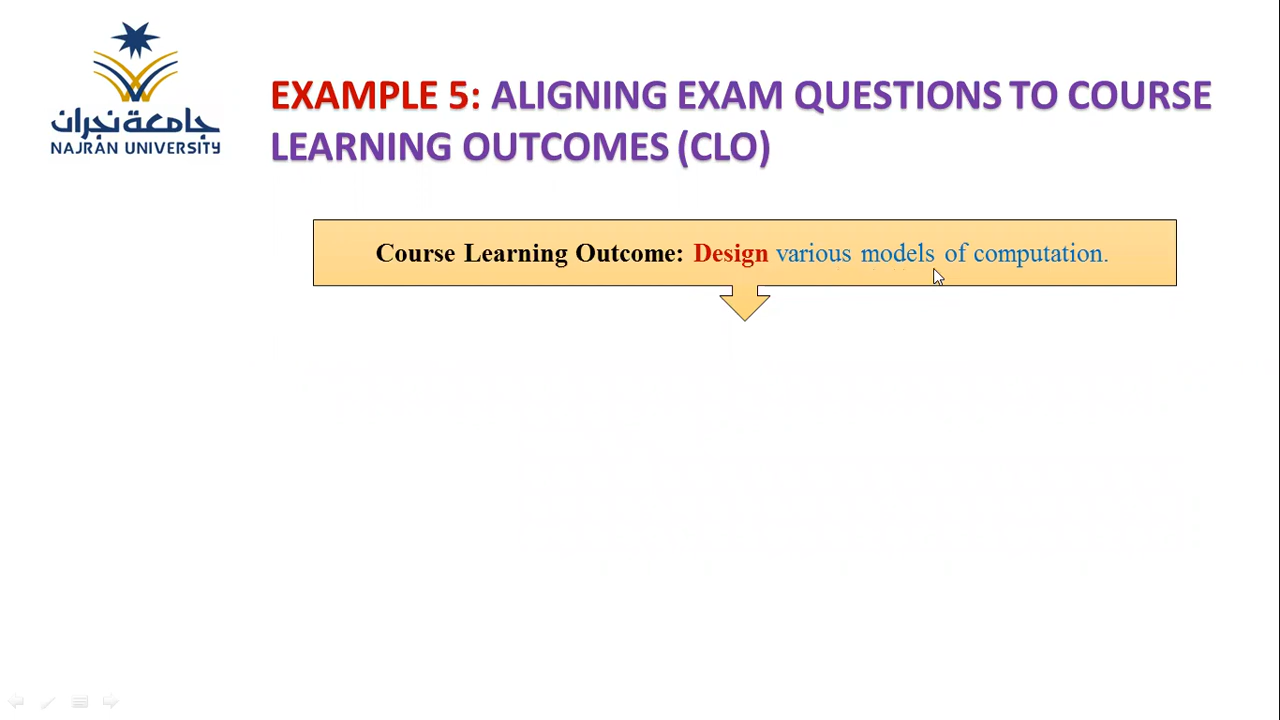 جامعة نجران
NAJRAN UNIVERSITY
EXAMPLE 5: ALIGNING EXAM QUESTIONS TO COURSE
LEARNING OUTCOMES (CLO)
Course Learning Outcome: Design various models of computation.